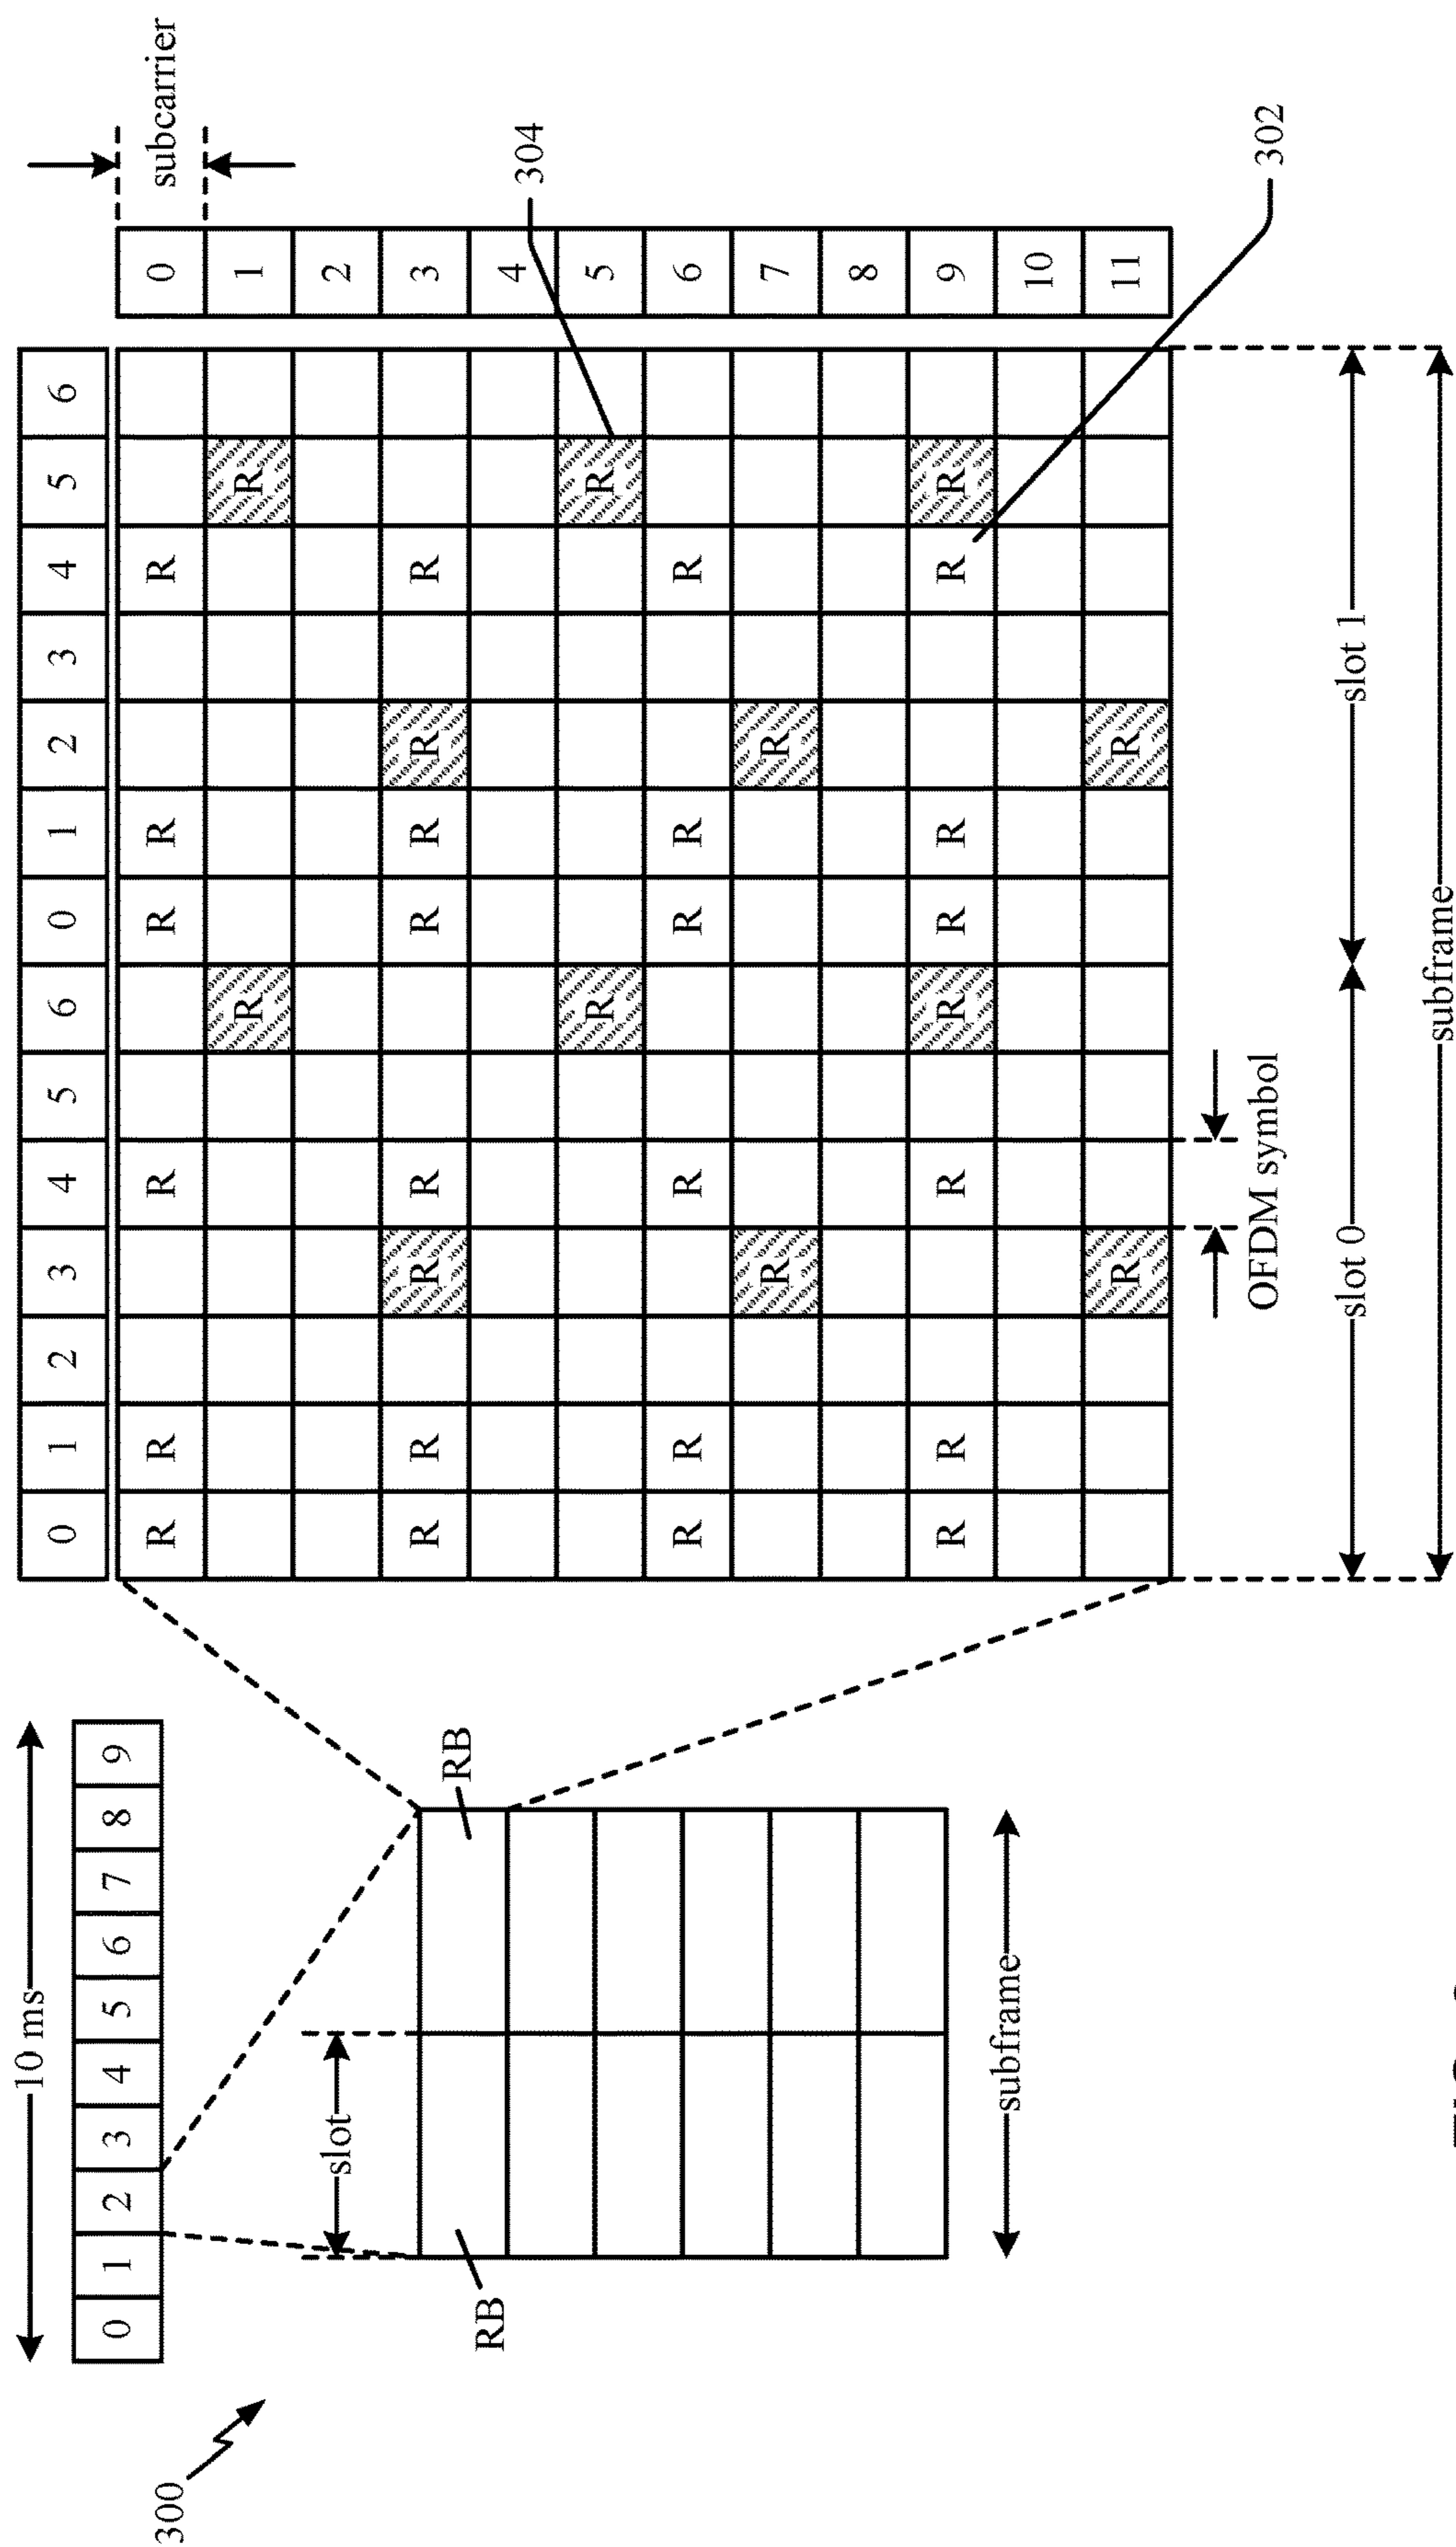 300
10 ms
0 1 2 3 4 5 6 7 8 9
slot
RB
RB
subframe
0 1 2 3 4 5 6 0 1 2 3 4 5 6
subcarrier
R R R R R R 0
R R 1
2
R R R R R R R R 3
4
R R 5
304
R R R R R R 6
R R 7
8
R R R R R R R R 9
10
R R 11
302
OFDM symbol
slot 0 slot 1
subframe